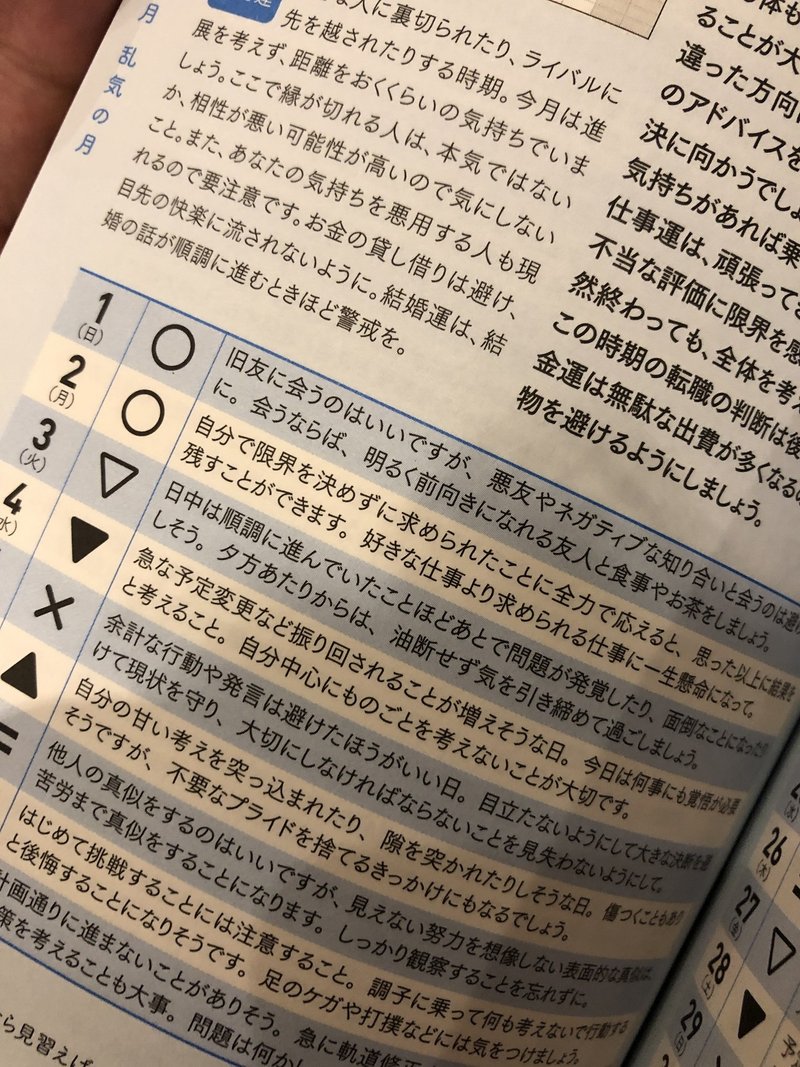 月 乱気の月
な人に裏切られたり、ライバルに
先を越されたりする時期。今月は進
展を考えず、距離をおくくらいの気持ちでいま
しょう。ここで縁が切れる人は、本気ではない
か、相性が悪い可能性が高いので気にしない
こと。また、あなたの気持ちを悪用する人も現
れるので要注意です。お金の貸し借りは避け、
目先の快楽に流されないように。結婚運は、結
婚の話が順調に進むときほど警戒を。
体も
ることが大
違った方向に
のアドバイスを
決に向かうでしょ
気持ちがあれば乗
仕事運は、頑張ってき
不当な評価に限界を感
然終わっても、全体を考え
この時期の転職の判断は後
金運は無駄な出費が多くなるの
物を避けるようにしましょう。
1
(日)
○
旧友に会うのはいいですが、悪友やネガティブな知り合いと会うのは避け
に。会うならば、明るく前向きになれる友人と食事やお茶をしましょう。
2
(月)
○
自分で限界を決めずに求められたことに全力で応えると、思った以上に結果を
残すことができます。好きな仕事より求められる仕事に一生懸命になって。
3
(火)
▽
日中は順調に進んでいたことほどあとで問題が発覚したり、面倒なことになったり
しそう。夕方あたりからは、油断せず気を引き締めて過ごしましょう。
4
(水)
▼
急な予定変更など振り回されることが増えそうな日。今日は何事にも覚悟が必要
と考えること。自分中心にものごとを考えないことが大切です。
×
余計な行動や発言は避けたほうがいい日。目立たないようにして大きな決断を避
けて現状を守り、大切にしなければならないことを見失わないようにして。
▲
自分の甘い考えを突っ込まれたり、隙を突かれたりしそうな日。傷つくこともあり
そうですが、不要なプライドを捨てるきっかけにもなるでしょう。
=
他人の真似をするのはいいですが、見えない努力を想像しない表面的な真似は、
苦労まで真似をすることになります。しっかり観察することを忘れずに。
はじめて挑戦することには注意すること。調子に乗って何も考えないで行動する
と後悔することになりそうです。足のケガや打撲などには気をつけましょう。
計画通りに進まないことがありそう。急に軌道修正
策を考えることも大事。問題は何か
ら見習えば
(水)
26
(木)
27
(金)
▽
28
(土)
▼
29
(日)
予